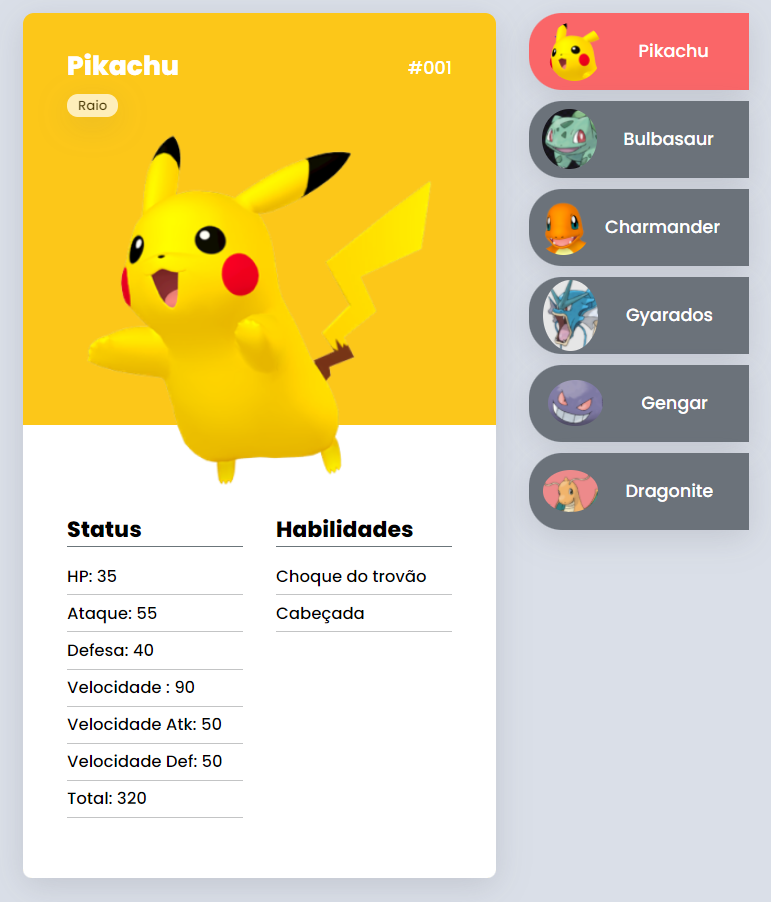 Pikachu
#001
Raio
Status
HP: 35
Ataque: 55
Defesa: 40
Velocidade : 90
Velocidade Atk: 50
Velocidade Def: 50
Total: 320
Habilidades
Choque do trovão
Cabeçada
Pikachu
Bulbasaur
Charmander
Gyarados
Gengar
Dragonite